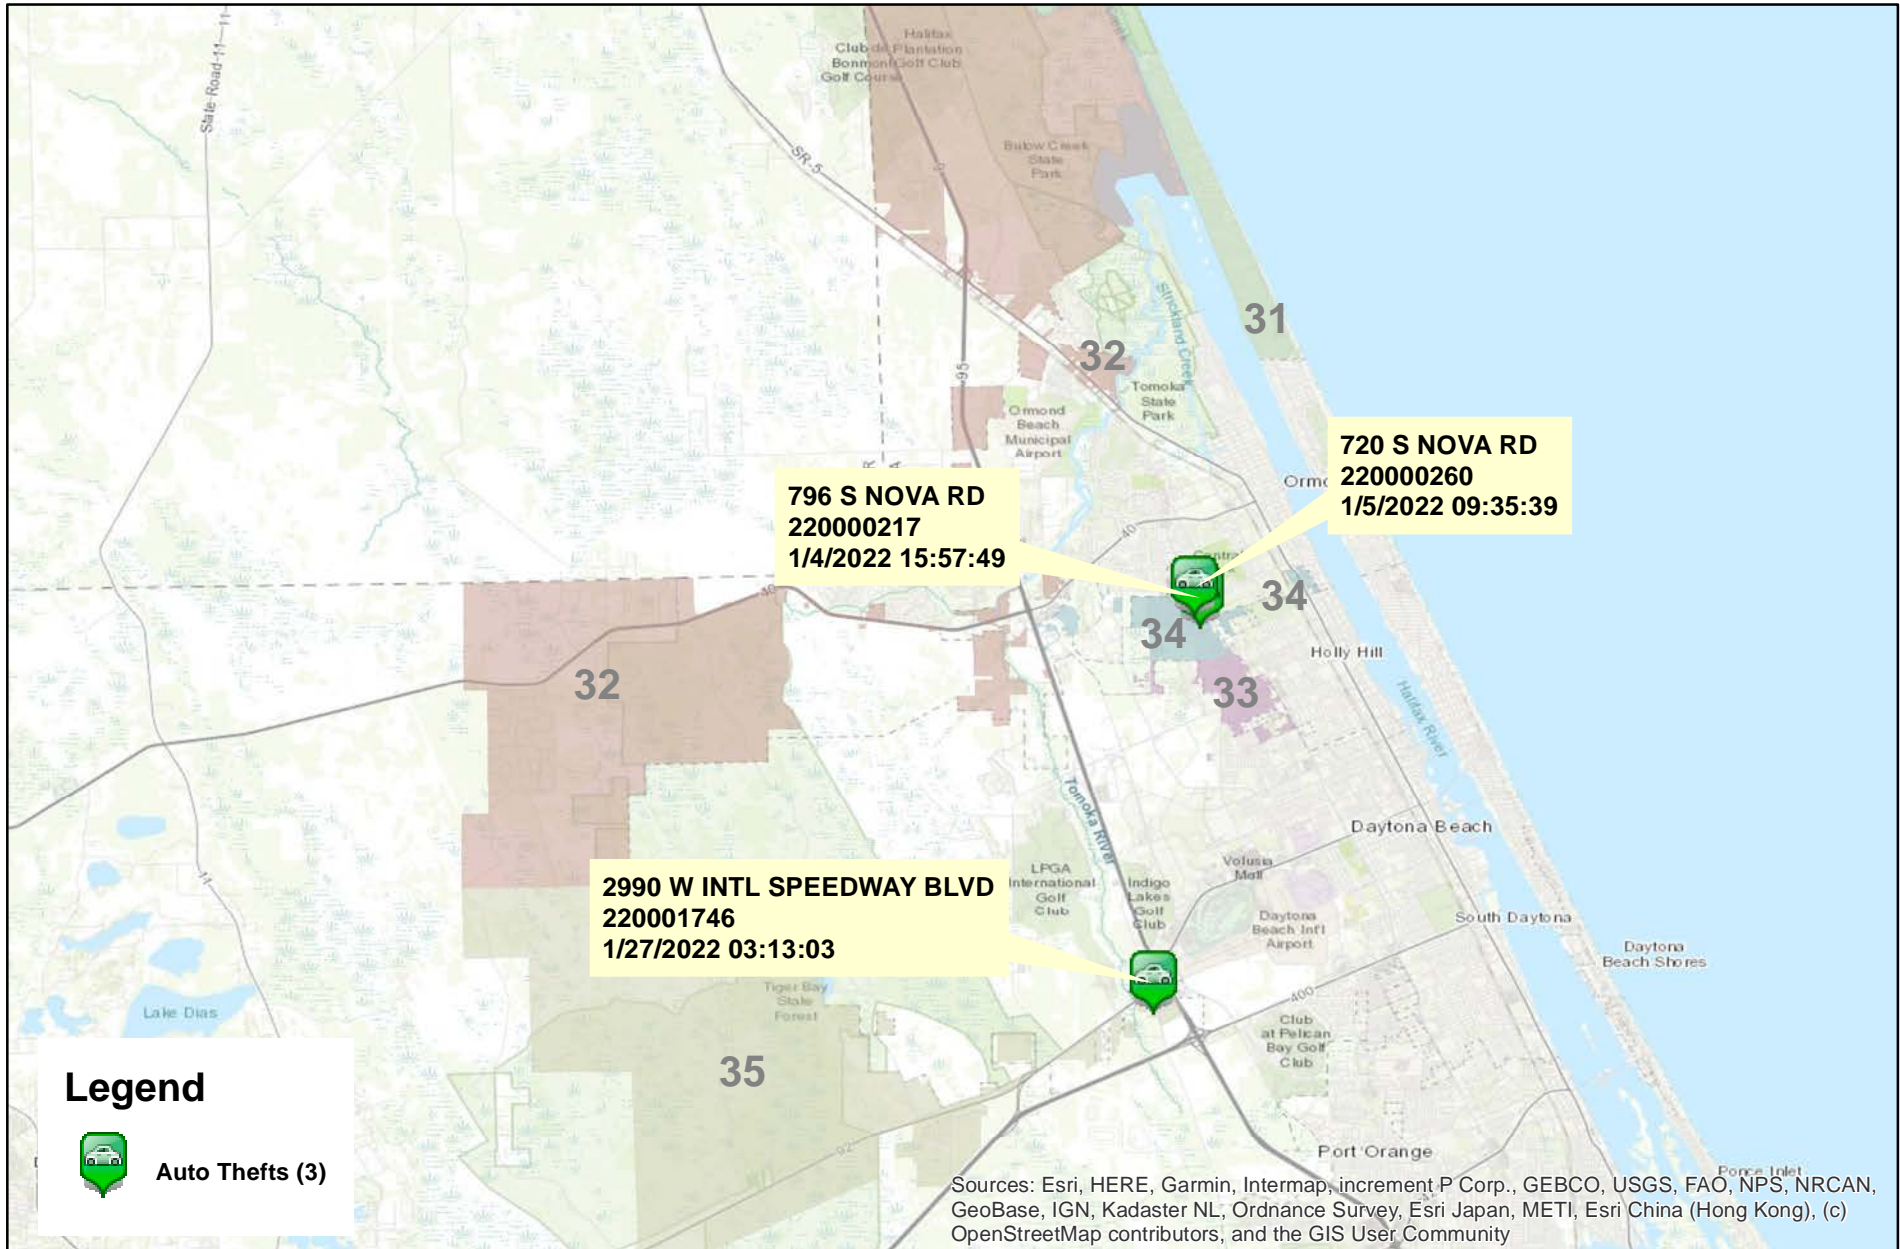 State-Road-11
11
Halifax
Club de Plantation
Bonmont Golf Club
Golf Course
SR-5
Bulow Creek
State
Park
Strickland Creek
31
32
95
Tomoka
State
Park
Ormond
Beach
Municipal
Airport
720 S NOVA RD
220000260
1/5/2022 09:35:39
796 S NOVA RD
220000217
1/4/2022 15:57:49
40
40
34
34
Holly Hill
33
32
Halifax River
Tomoka River
Daytona Beach
Volusia
Mall
LPGA
International
Golf
Club
Indigo
Lakes
Golf
Club
11
2990 W INTL SPEEDWAY BLVD
220001746
1/27/2022 03:13:03
Daytona
Beach Int'l
Airport
South Daytona
Daytona
Beach Shores
Tiger Bay
State
Forest
400
Lake Dias
Club
at Pelican
Bay Golf
Club
35
92
Port Orange
Ponce Inlet
Legend
Auto Thefts (3)
Sources: Esri, HERE, Garmin, Intermap, increment P Corp., GEBCO, USGS, FAO, NPS, NRCAN,
GeoBase, IGN, Kadaster NL, Ordnance Survey, Esri Japan, METI, Esri China (Hong Kong), (c)
OpenStreetMap contributors, and the GIS User Community